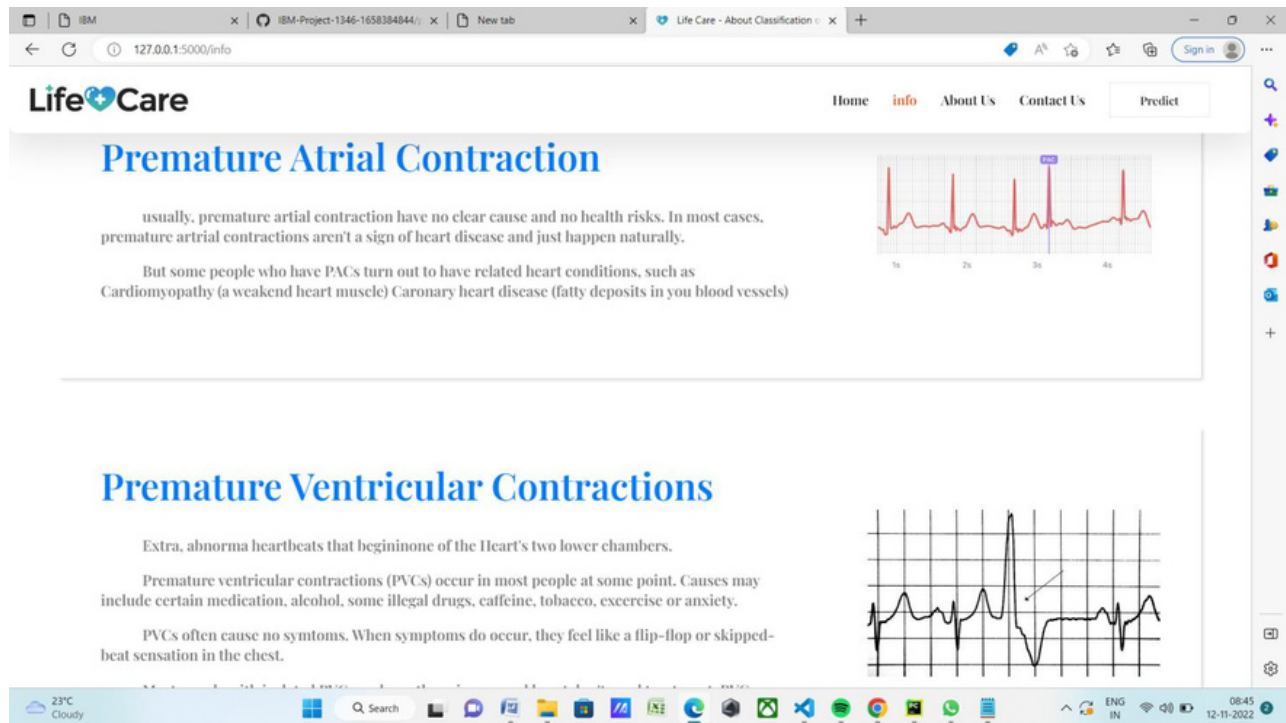 IBM
IBM-Project-1346-1658384844/
New tab
Life Care - About Classification o
127.0.0.1:5000/info
Sign in
Life Care
Home info About Us Contact Us Predict
Premature Atrial Contraction
PAC
usually, premature artial contraction have no clear cause and no health risks. In most cases,
premature artrial contractions aren't a sign of heart disease and just happen naturally.
But some people who have PACs turn out to have related heart conditions, such as
Cardiomyopathy (a weakend heart muscle) Caronary heart disease (fatty deposits in you blood vessels)
1s 2s 3s 4s
Premature Ventricular Contractions
Extra, abnorma heartbeats that begininone of the Heart's two lower chambers.
Premature ventricular contractions (PVCs) occur in most people at some point. Causes may
include certain medication, alcohol, some illegal drugs, caffeine, tobacco, excercise or anxiety.
PVCs often cause no symtoms. When symptoms do occur, they feel like a flip-flop or skipped-
beat sensation in the chest.
23°C
Cloudy
Search
ENG
IN
08:45
12-11-2022
2